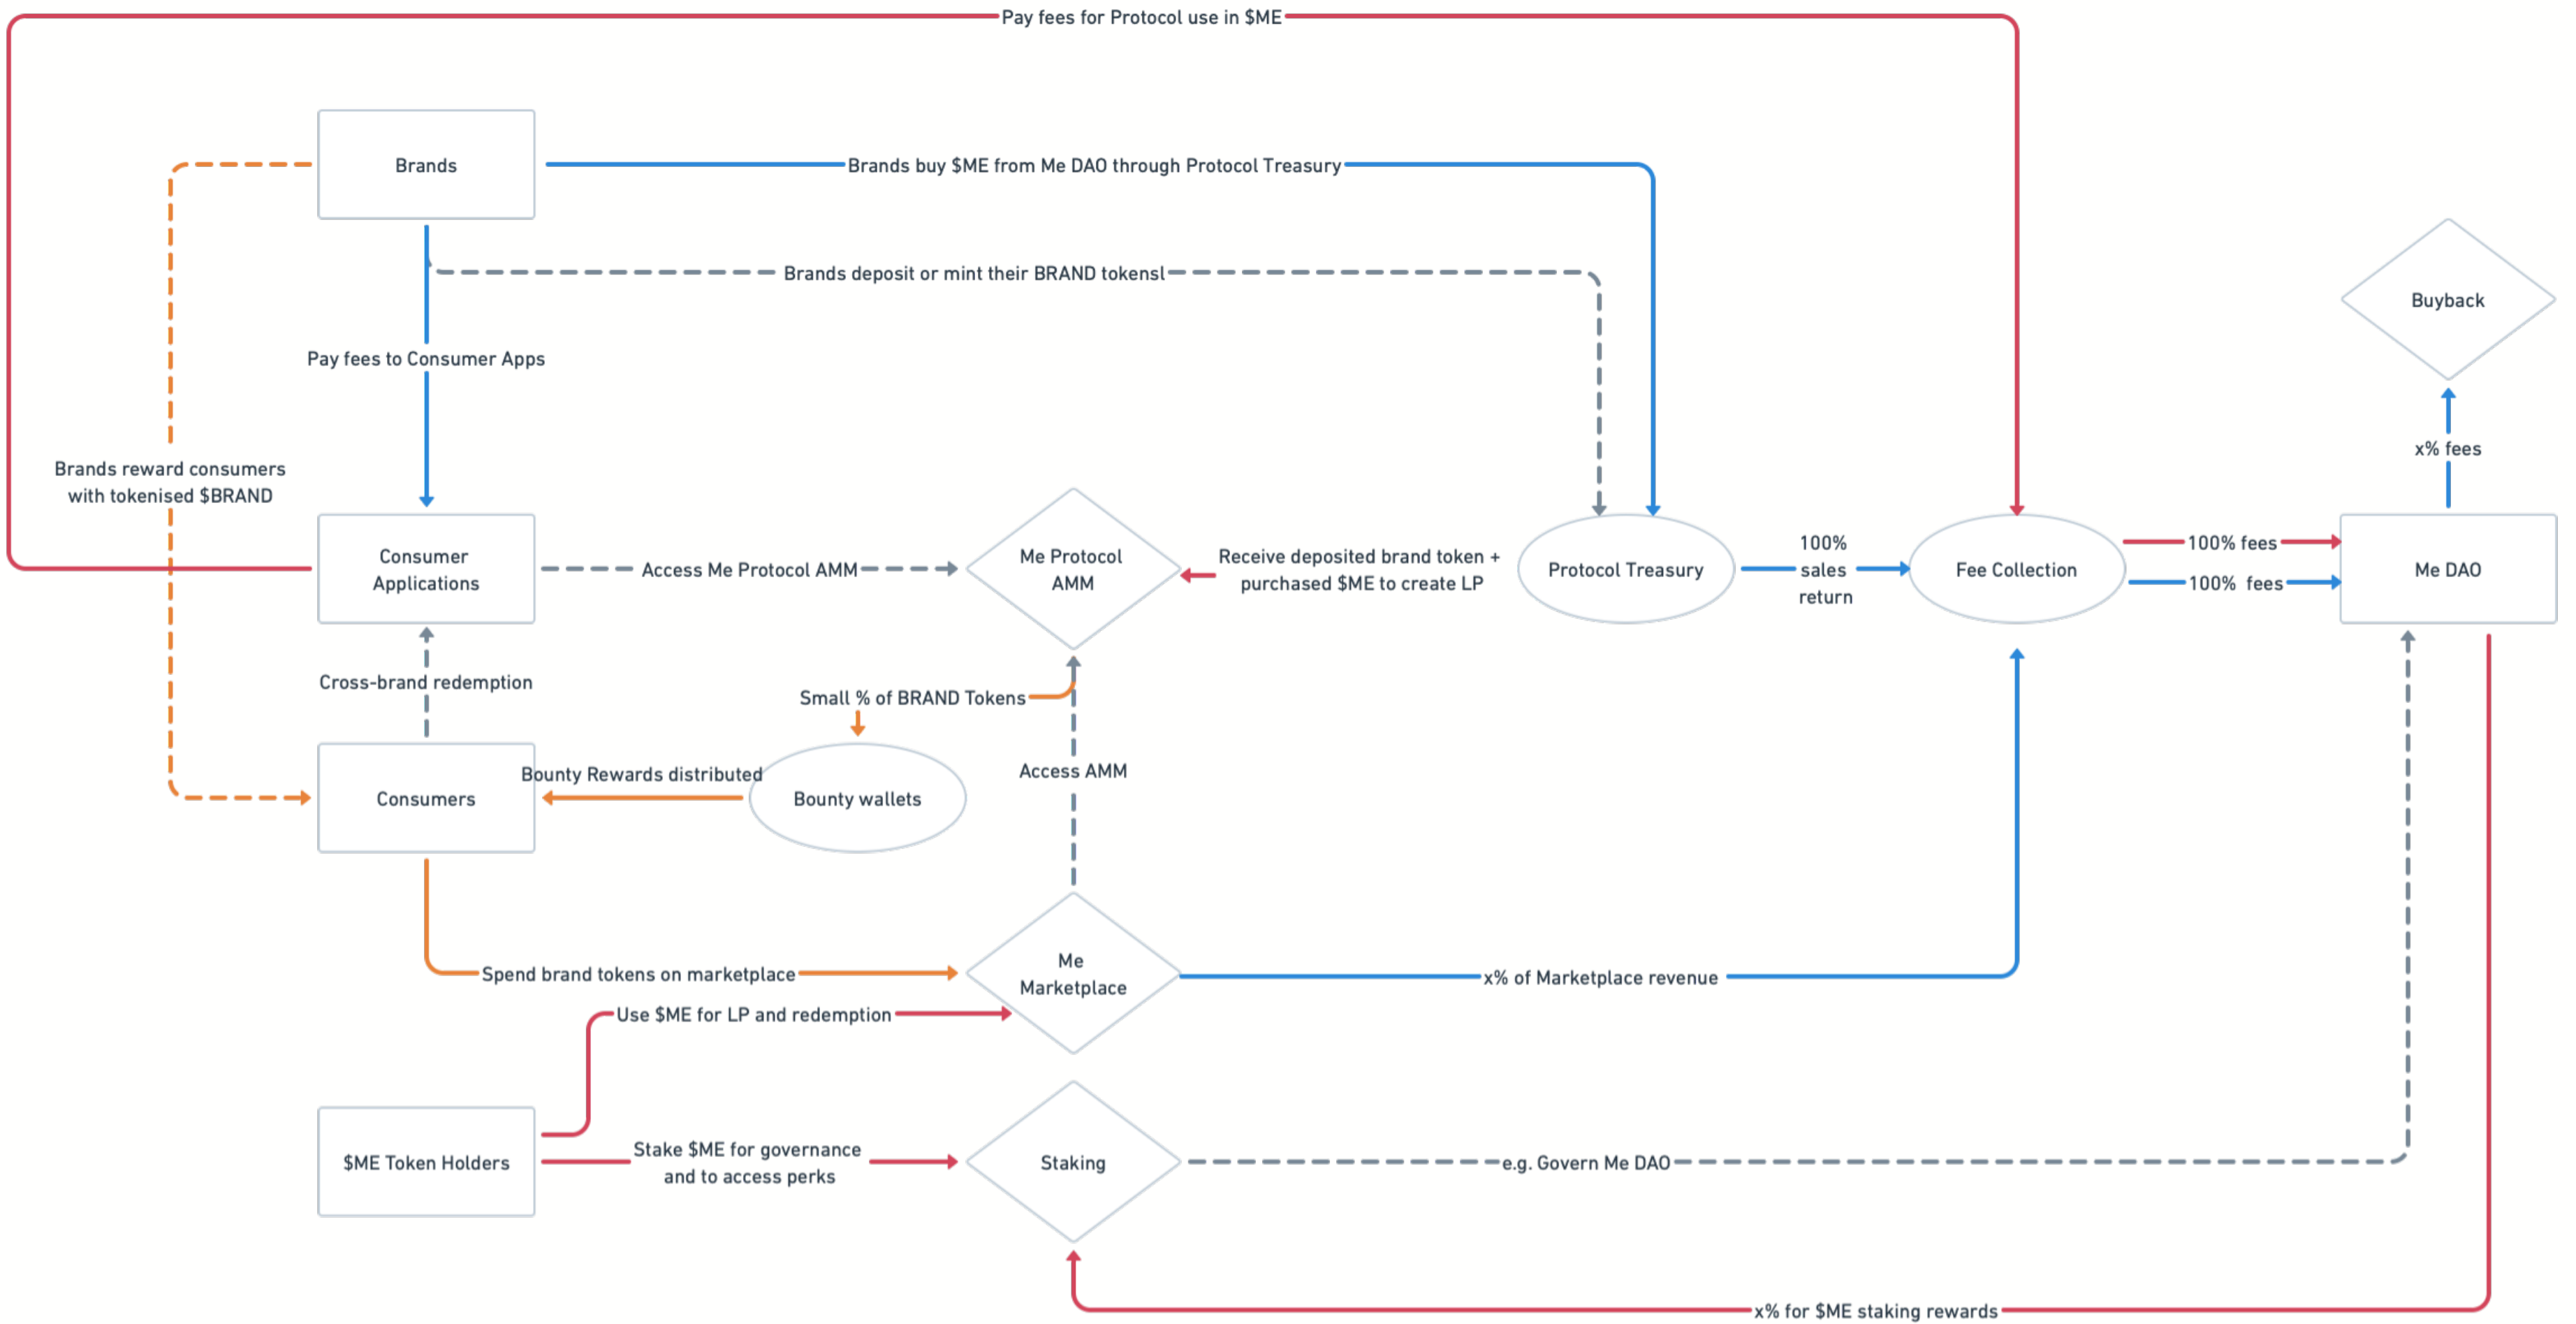 Pay fees for Protocol use in $ME
Brands
Brands buy $ME from Me DAO through Protocol Treasury
Brands deposit or mint their BRAND tokensl
Buyback
Pay fees to Consumer Apps
x% fees
Brands reward consumers
with tokenised $BRAND
Consumer
Applications
Access Me Protocol AMM
Me Protocol
AMM
Receive deposited brand token +
purchased $ME to create LP
Protocol Treasury
100%
sales
return
Fee Collection
100% fees
100%  fees
Me DAO
Cross-brand redemption
Small % of BRAND Tokens
Consumers
Bounty Rewards distributed
Bounty wallets
Access AMM
Spend brand tokens on marketplace
Me
Marketplace
x% of Marketplace revenue
Use $ME for LP and redemption
$ME Token Holders
Stake $ME for governance
and to access perks
Staking
e.g. Govern Me DAO
x% for $ME staking rewards